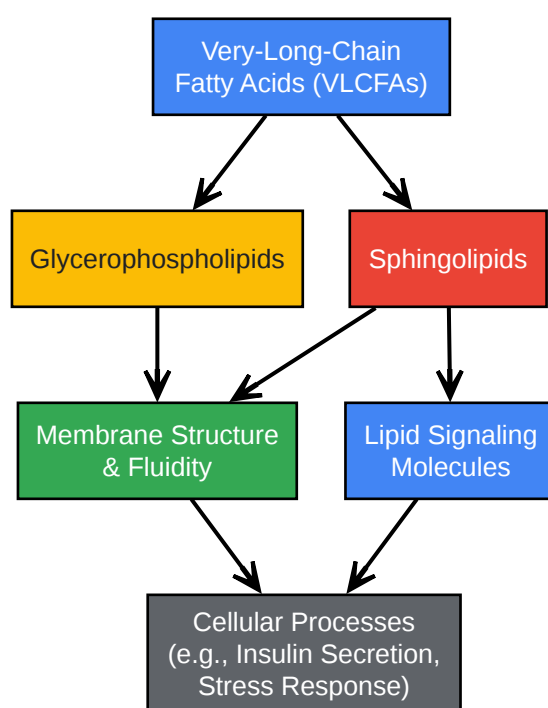 Very-Long-Chain
Fatty Acids (VLCFAs)
Glycerophospholipids
Sphingolipids
Membrane Structure
& Fluidity
Lipid Signaling
Molecules
Cellular Processes
(e.g., Insulin Secretion,
Stress Response)